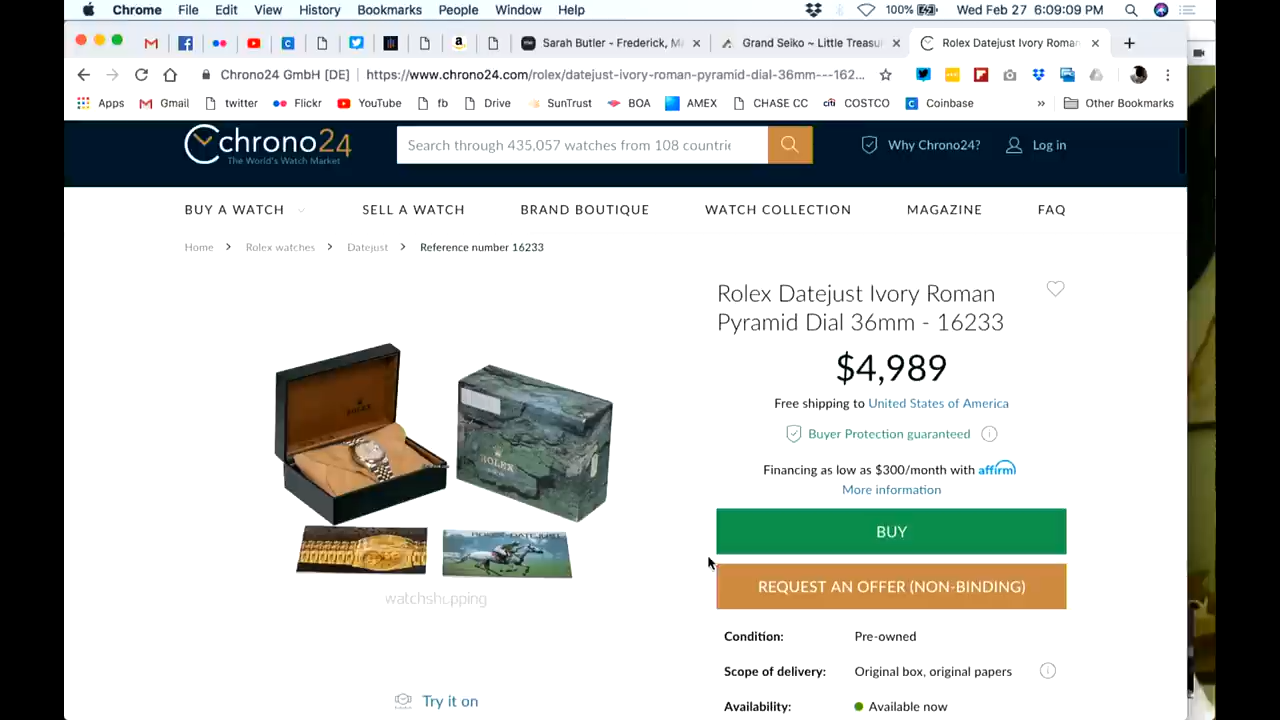 Chrome File Edit View History Bookmarks People Window Help 100% Wed Feb 27 6:09:09 PM
Sarah Butler - Frederick, MA Grand Seiko ~ Little Treasu Rolex Datejust Ivory Roman
Chrono24 GmbH [DE] https://www.chrono24.com/rolex/datejust-ivory-roman-pyramid-dial-36mm---162...
Apps Gmail twitter Flickr YouTube fb Drive SunTrust BOA AMEX CHASE CC COSTCO Coinbase » Other Bookmarks
chrono24
The World's Watch Market
Search through 435,057 watches from 108 countrie
Why Chrono24? Log in
BUY A WATCH SELL A WATCH BRAND BOUTIQUE WATCH COLLECTION MAGAZINE FAQ
Home > Rolex watches > Datejust > Reference number 16233
Rolex Datejust Ivory Roman
Pyramid Dial 36mm - 16233
$4,989
Free shipping to United States of America
Buyer Protection guaranteed
Financing as low as $300/month with affirm
More information
BUY
REQUEST AN OFFER (NON-BINDING)
Condition: Pre-owned
Scope of delivery: Original box, original papers
Availability: Available now
ROLEX
ROLEX
ROLEX DATEJUST
watchshopping
Try it on